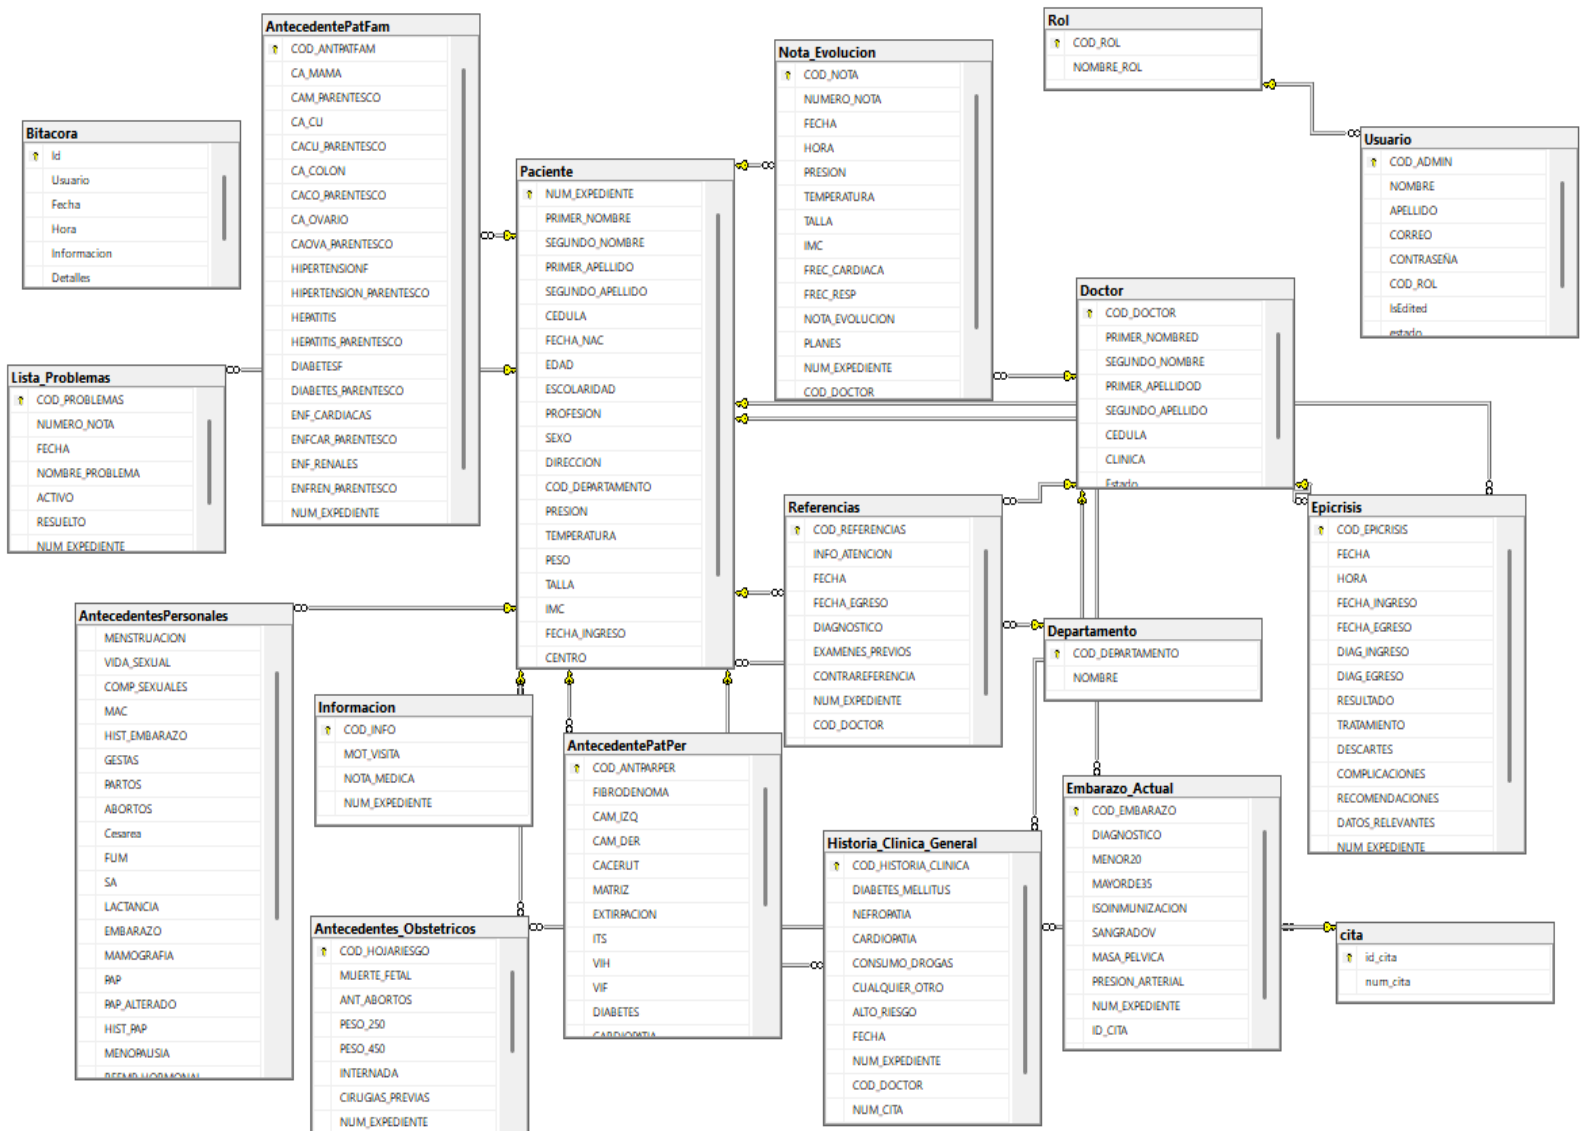 AntecedentePatFam
COD_ANTPATFAM
CA_MAMA
CAM_PARENTESCO
CA_CU
CACU_PARENTESCO
CA_COLON
CACO_PARENTESCO
CA_OVARIO
CAOVA_PARENTESCO
HIPERTENSIONF
HIPERTENSION_PARENTESCO
HEPATITIS
HEPATITIS_PARENTESCO
DIABETESF
DIABETES_PARENTESCO
ENF_CARDIACAS
ENFCAR_PARENTESCO
ENF_RENALES
ENFREN_PARENTESCO
NUM_EXPEDIENTE
Nota_Evolucion
COD_NOTA
NUMERO_NOTA
FECHA
HORA
PRESION
TEMPERATURA
TALLA
IMC
FREC_CARDIACA
FREC_RESP
NOTA_EVOLUCION
PLANES
NUM_EXPEDIENTE
COD_DOCTOR
Rol
COD_ROL
NOMBRE_ROL
Bitacora
Id
Usuario
Fecha
Hora
Informacion
Detalles
Usuario
COD_ADMIN
NOMBRE
APELLIDO
CORREO
CONTRASEÑA
COD_ROL
IsEdited
estado
Paciente
NUM_EXPEDIENTE
PRIMER_NOMBRE
SEGUNDO_NOMBRE
PRIMER_APELLIDO
SEGUNDO_APELLIDO
CEDULA
FECHA_NAC
EDAD
ESCOLARIDAD
PROFESION
SEXO
DIRECCION
COD_DEPARTAMENTO
PRESION
TEMPERATURA
PESO
TALLA
IMC
FECHA_INGRESO
CENTRO
Doctor
COD_DOCTOR
PRIMER_NOMBRED
SEGUNDO_NOMBRE
PRIMER_APELLIDOD
SEGUNDO_APELLIDO
CEDULA
CLINICA
Estado
Lista_Problemas
COD_PROBLEMAS
NUMERO_NOTA
FECHA
NOMBRE_PROBLEMA
ACTIVO
RESUELTO
NUM_EXPEDIENTE
Referencias
COD_REFERENCIAS
INFO_ATENCION
FECHA
FECHA_EGRESO
DIAGNOSTICO
EXAMENES_PREVIOS
CONTRAREFERENCIA
NUM_EXPEDIENTE
COD_DOCTOR
Epicrisis
COD_EPICRISIS
FECHA
HORA
FECHA_INGRESO
FECHA_EGRESO
DIAG_INGRESO
DIAG_EGRESO
RESULTADO
TRATAMIENTO
DESCARTES
COMPLICACIONES
RECOMENDACIONES
DATOS_RELEVANTES
NUM_EXPEDIENTE
AntecedentesPersonales
MENSTRUACION
VIDA_SEXUAL
COMP_SEXUALES
MAC
HIST_EMBARAZO
GESTAS
PARTOS
ABORTOS
Cesarea
FUM
SA
LACTANCIA
EMBARAZO
MAMOGRAFIA
PAP
PAP_ALTERADO
HIST_PAP
MENOPAUSIA
REEMP_HORMONAL
Departamento
COD_DEPARTAMENTO
NOMBRE
Informacion
COD_INFO
MOT_VISITA
NOTA_MEDICA
NUM_EXPEDIENTE
AntecedentePatPer
COD_ANTPARPER
FIBRODENOMA
CAM_IZQ
CAM_DER
CACERUT
MATRIZ
EXTIRPACION
ITS
VIH
VIF
DIABETES
CARDIOPATIA
Embarazo_Actual
COD_EMBARAZO
DIAGNOSTICO
MENOR20
MAYORDE35
ISOINMUNIZACION
SANGRADOV
MASA_PELVICA
PRESION_ARTERIAL
NUM_EXPEDIENTE
ID_CITA
Historia_Clinica_General
COD_HISTORIA_CLINICA
DIABETES_MELLITUS
NEFROPATIA
CARDIOPATIA
CONSUMO_DROGAS
CUALQUIER_OTRO
ALTO_RIESGO
FECHA
NUM_EXPEDIENTE
COD_DOCTOR
NUM_CITA
Antecedentes_Obstetricos
COD_HOJARIESGO
MUERTE_FETAL
ANT_ABORTOS
PESO_250
PESO_450
INTERNADA
CIRUGIAS_PREVIAS
NUM_EXPEDIENTE
cita
id_cita
num_cita